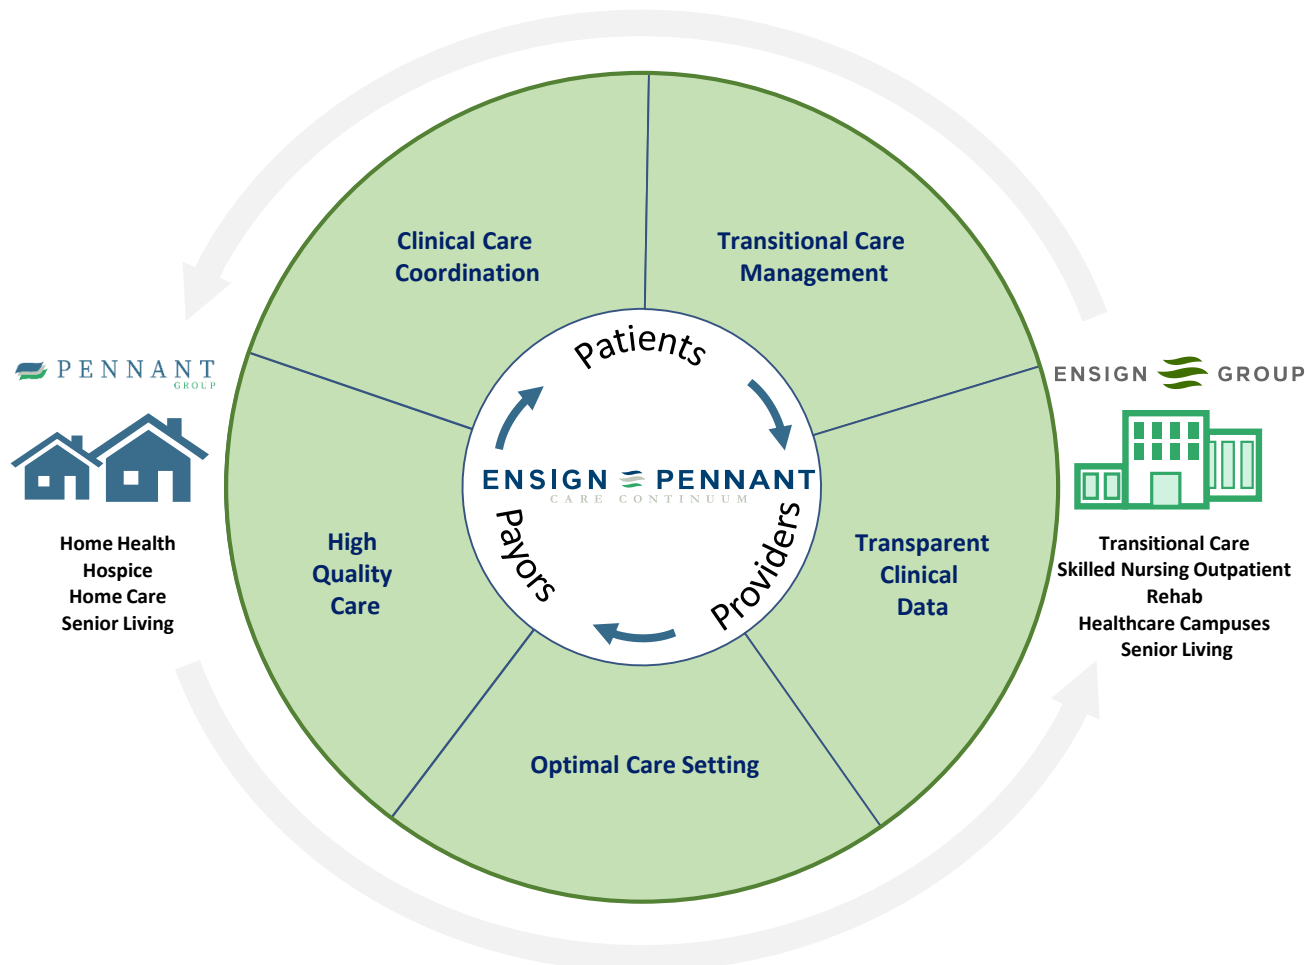 Clinical Care
Coordination
Transitional Care
Management
Patients
PENNANT
GROUP
ENSIGN GROUP
ENSIGN PENNANT
CARE CONTINUUM
Payors
Providers
Home Health
Hospice
Home Care
Senior Living
High
Quality
Care
Transparent
Clinical
Data
Transitional Care
Skilled Nursing Outpatient
Rehab
Healthcare Campuses
Senior Living
Optimal Care Setting